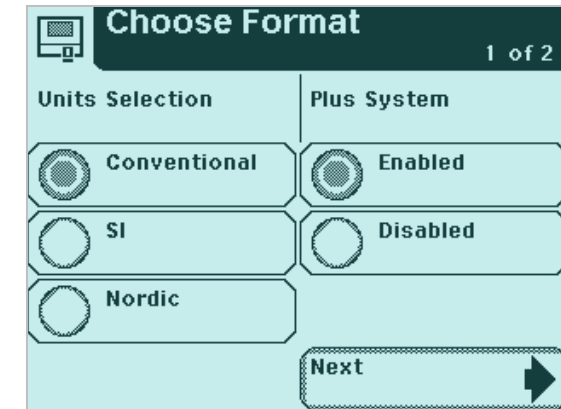 Choose Format
1 of 2
Units Selection
Plus System
Conventional
Enabled
SI
Disabled
Nordic
Next